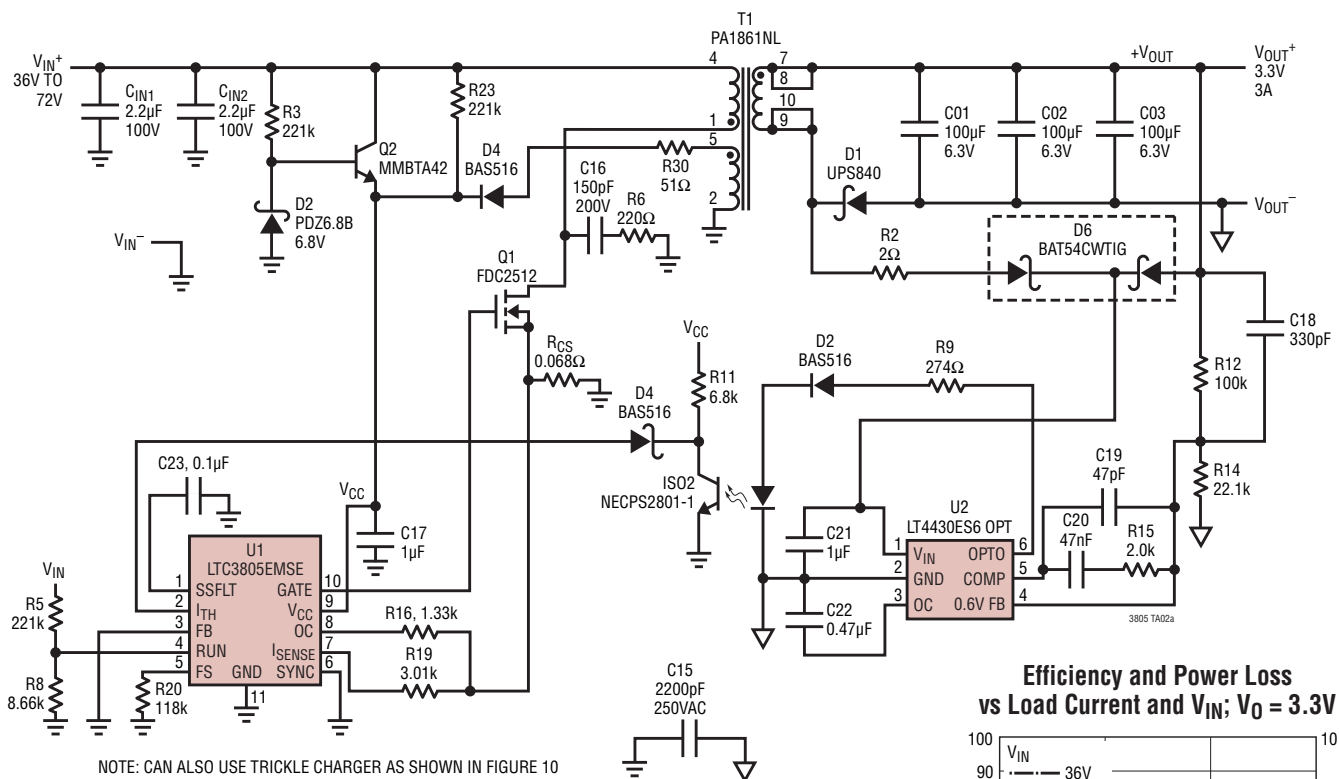 T1
PA1861NL
VIN+
36V TO
72V
CIN1
2.2µF
100V
CIN2
2.2µF
100V
R3
221k
Q2
MMBTA42
R23
221k
D4
BAS516
4
1
5
2
7
8
10
9
+VOUT
VOUT+
3.3V
3A
C01
100µF
6.3V
C02
100µF
6.3V
C03
100µF
6.3V
R30
51Ω
D1
UPS840
VOUT–
D2
PDZ6.8B
6.8V
VIN–
C16
150pF
200V
R6
220Ω
R2
2Ω
D6
BAT54CWTIG
Q1
FDC2512
C18
330pF
RCS
0.068Ω
VCC
R11
6.8k
D2
BAS516
R9
274Ω
R12
100k
D4
BAS516
C23, 0.1µF
VCC
C17
1µF
ISO2
NECPS2801-1
C19
47pF
R14
22.1k
U2
LT4430ES6 OPT
C20
47nF
R15
2.0k
C21
1µF
C22
0.47µF
1 VIN OPTO 6
2 GND COMP 5
3 OC 0.6V FB 4
3805 TA02a
U1
LTC3805EMSE
VIN
R5
221k
R8
8.66k
1 SSFLT GATE 10
2 ITH VCC 9
3 FB OC 8
4 RUN ISENSE 7
5 FS GND SYNC 6
11
R16, 1.33k
R19
3.01k
R20
118k
C15
2200pF
250VAC
NOTE: CAN ALSO USE TRICKLE CHARGER AS SHOWN IN FIGURE 10
Efficiency and Power Loss
vs Load Current and VIN; VO = 3.3V
100
10
VIN
90
36V